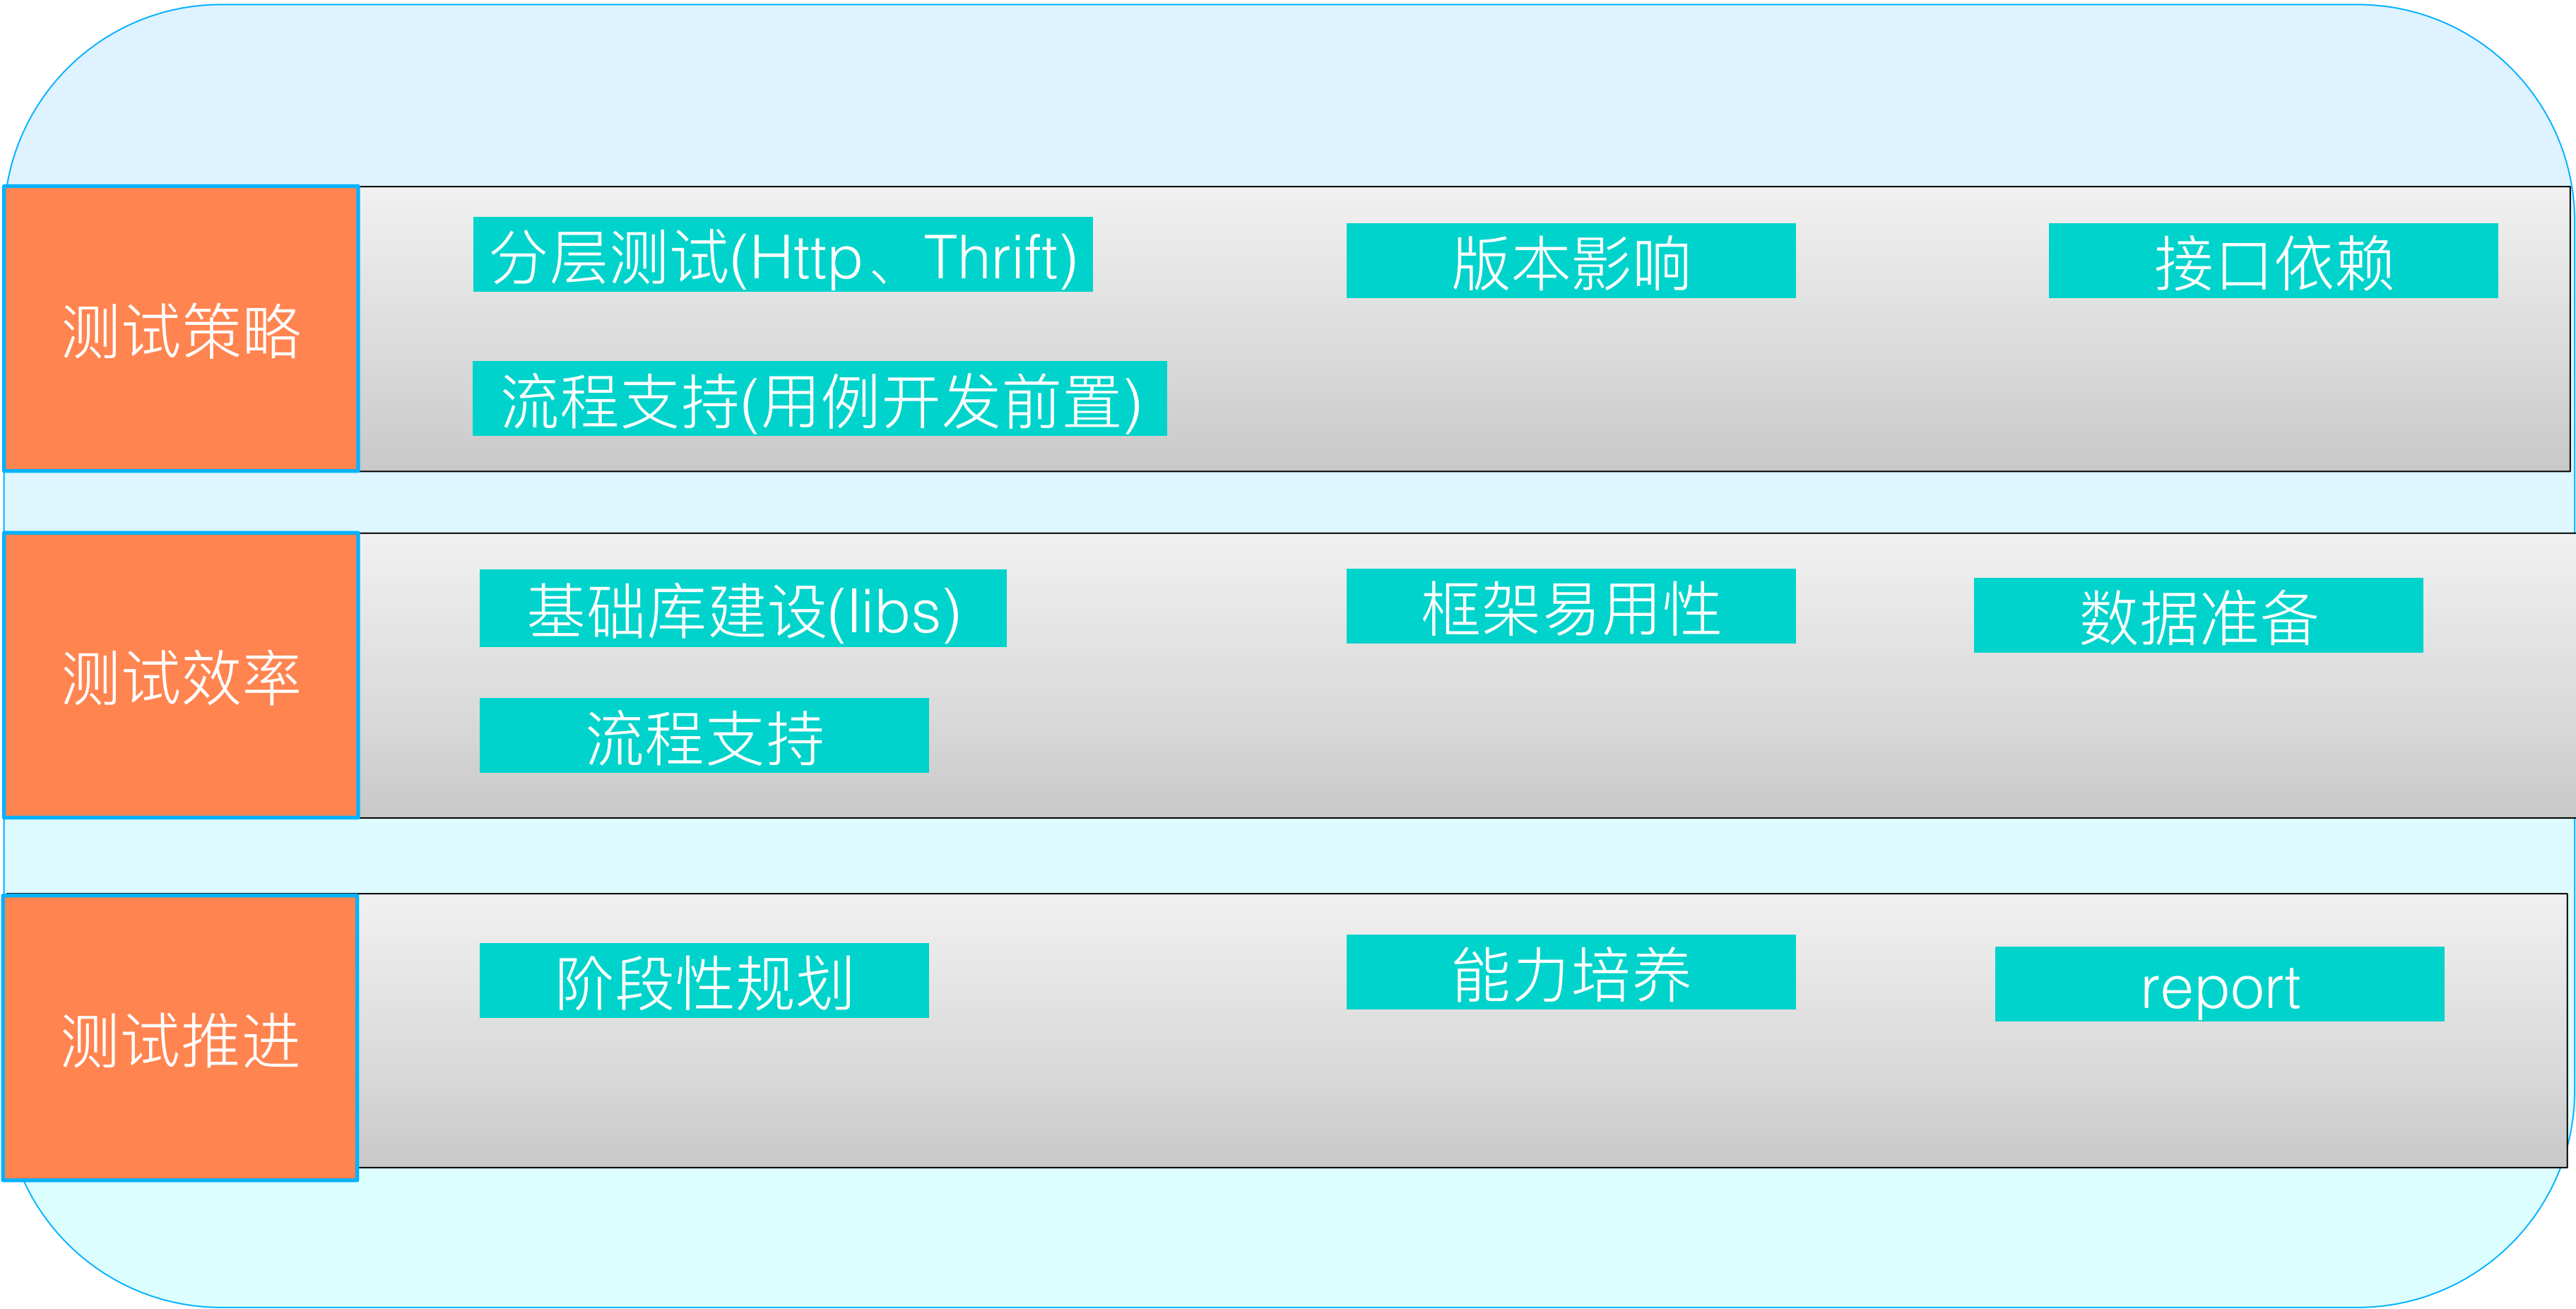 测试策略
分层测试(Http、Thrift)
版本影响
接口依赖
流程支持(用例开发前置)
测试效率
基础库建设(libs)
框架易用性
数据准备
流程支持
测试推进
阶段性规划
能力培养
report